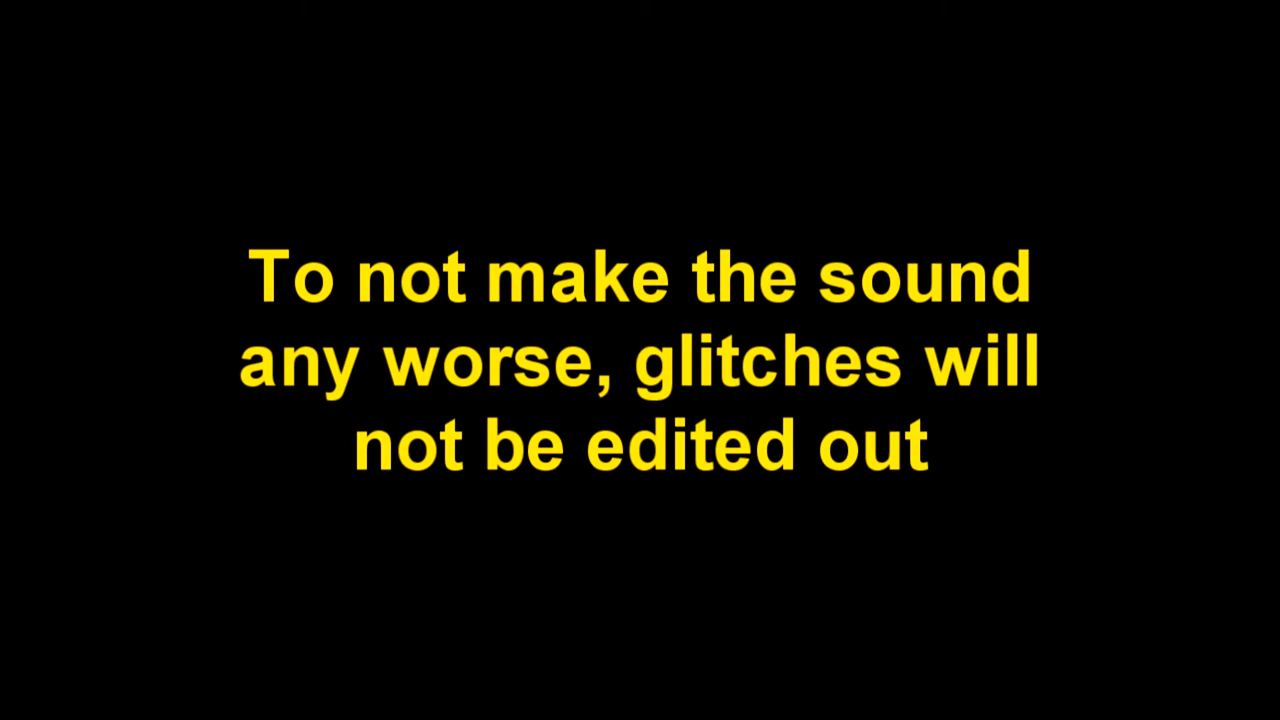 To not make the sound
any worse, glitches will
not be edited out